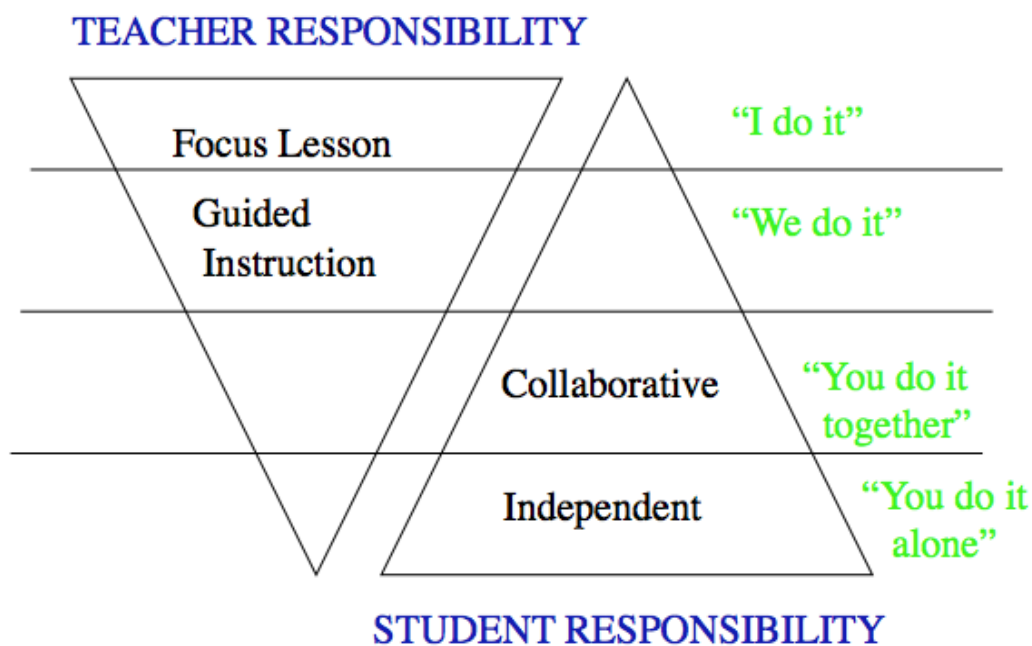 TEACHER RESPONSIBILITY
Focus Lesson
“I do it”
Guided
Instruction
“We do it”
Collaborative
“You do it
together”
Independent
“You do it
alone”
STUDENT RESPONSIBILITY